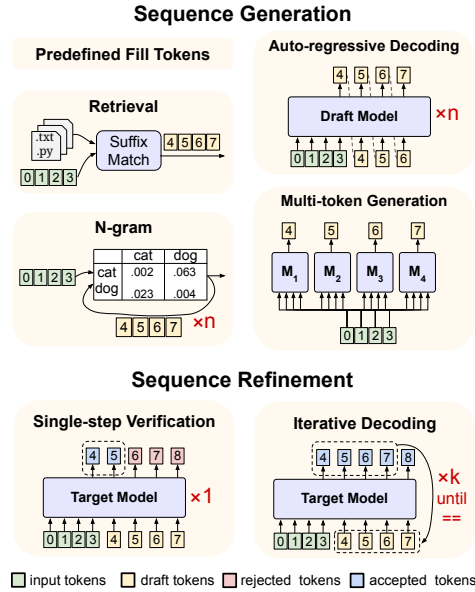 Sequence Generation
Predefined Fill Tokens
Retrieval
.txt
.py
Suffix
Match
4 5 6 7
0 1 2 3
N-gram
cat dog
cat .002 .063
dog .023 .004
0 1 2 3
4 5 6 7
×n
Auto-regressive Decoding
4 5 6 7
Draft Model
×n
0 1 2 3 4 5 6
Multi-token Generation
4 5 6 7
M1 M2 M3 M4
0 1 2 3
Sequence Refinement
Single-step Verification
4 5 6 7 8
Target Model
×1
0 1 2 3 4 5 6 7
Iterative Decoding
4 5 6 7 8
Target Model
×k
until
==
0 1 2 3 4 5 6 7
input tokens draft tokens rejected tokens accepted tokens